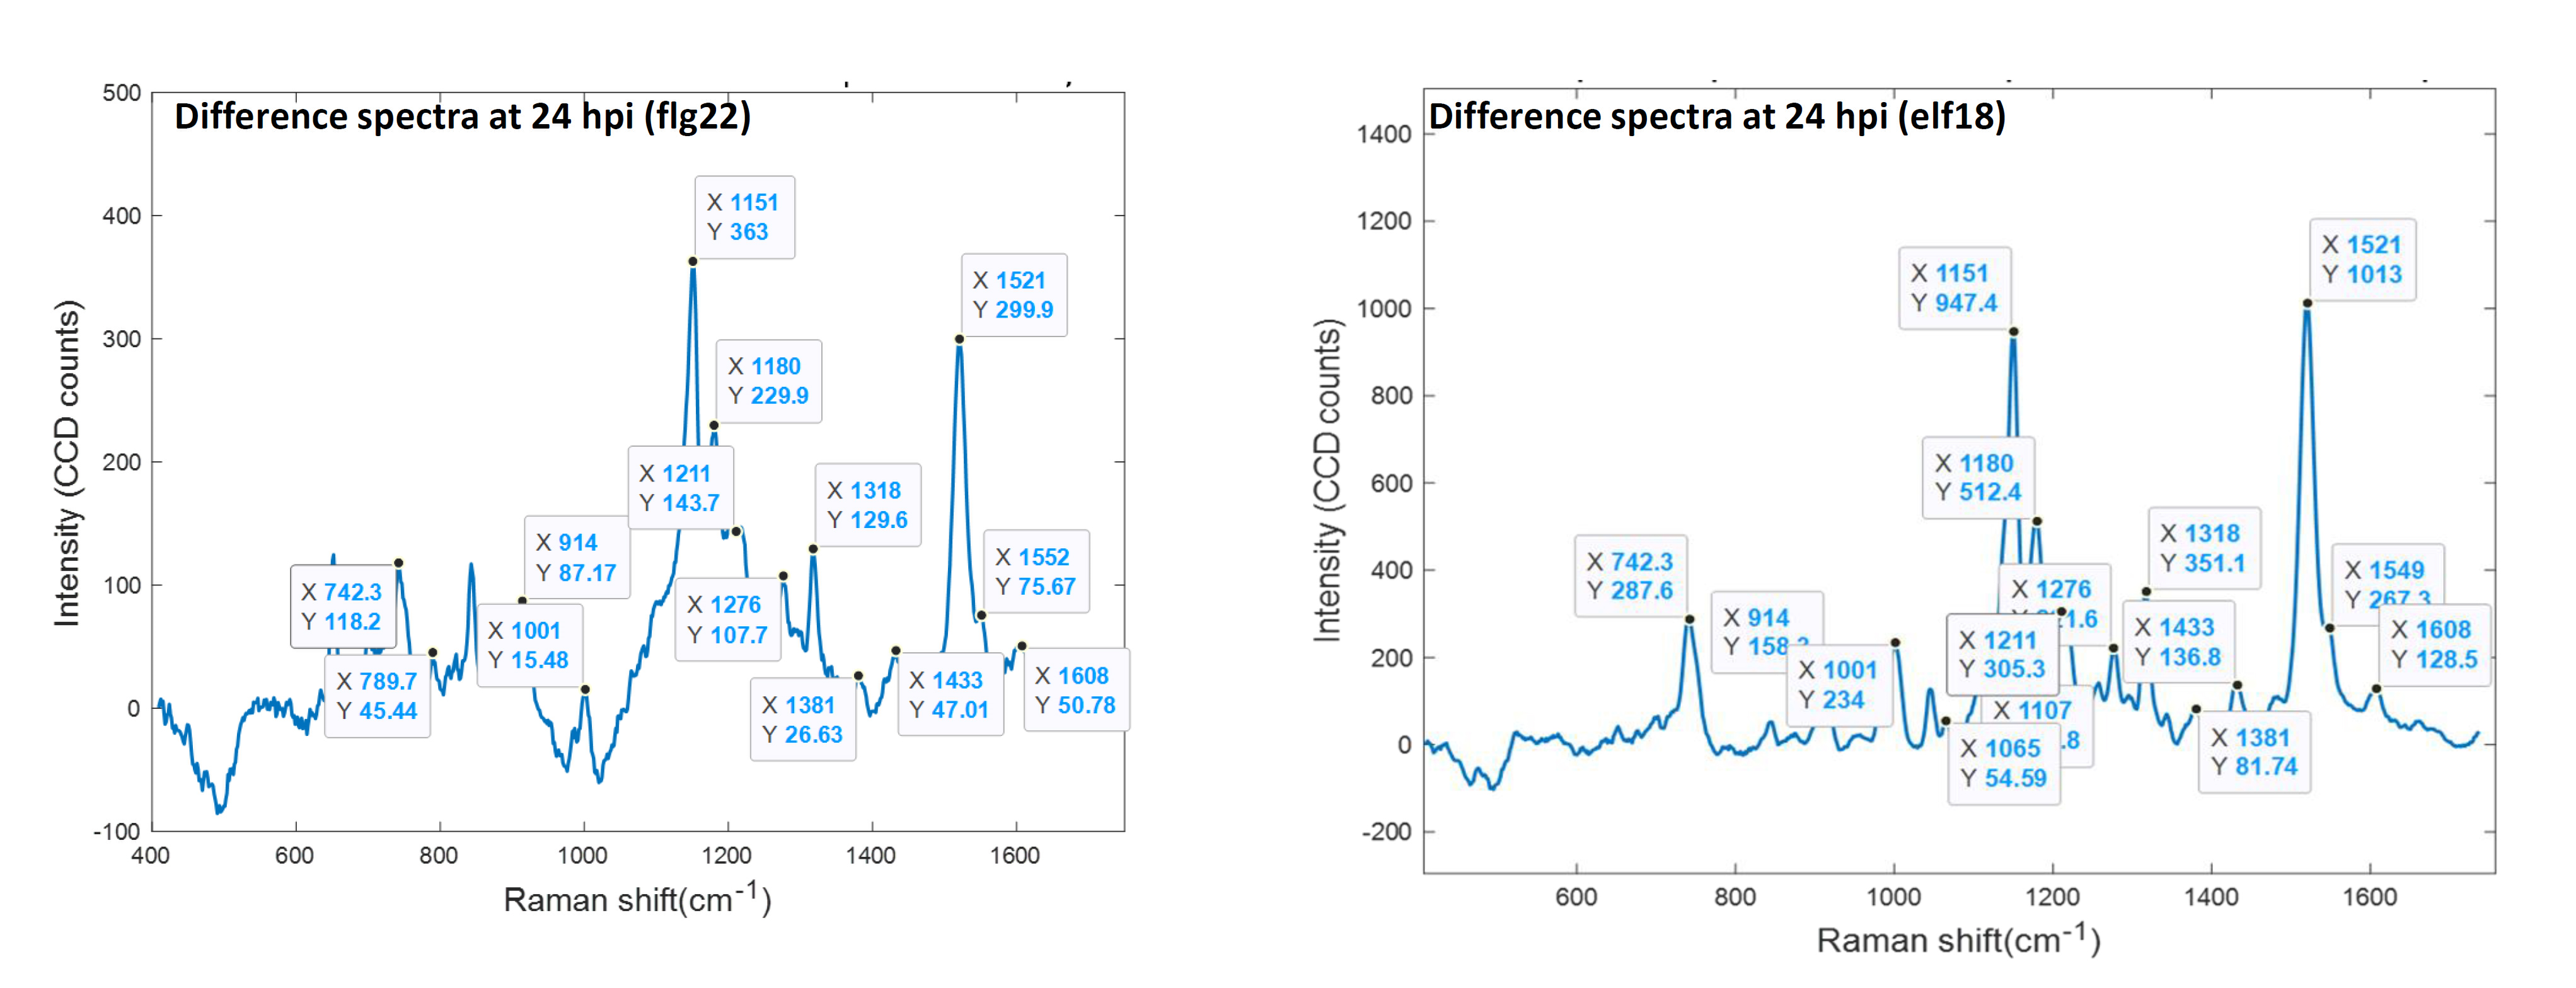 Difference spectra at 24 hpi (flg22)
500
400
300
200
100
0
-100
Intensity (CCD counts)
X 1151
Y 363
X 1521
Y 299.9
X 1180
Y 229.9
X 1211
Y 143.7
X 1318
Y 129.6
X 914
Y 87.17
X 1552
Y 75.67
X 742.3
Y 118.2
X 1276
Y 107.7
X 1001
Y 15.48
X 789.7
Y 45.44
X 1381
Y 26.63
X 1433
Y 47.01
X 1608
Y 50.78
400 600 800 1000 1200 1400 1600
Raman shift(cm-1)
Difference spectra at 24 hpi (elf18)
1400
1200
1000
800
600
400
200
0
-200
Intensity (CCD counts)
X 1521
Y 1013
X 1151
Y 947.4
X 1180
Y 512.4
X 1318
Y 351.1
X 742.3
Y 287.6
X 1549
Y 267.3
X 1276
1.6
X 914
Y 158
X 1433
Y 136.8
X 1608
Y 128.5
X 1211
Y 305.3
X 1001
Y 234
X 1107
.8
X 1065
Y 54.59
X 1381
Y 81.74
600 800 1000 1200 1400 1600
Raman shift(cm-1)